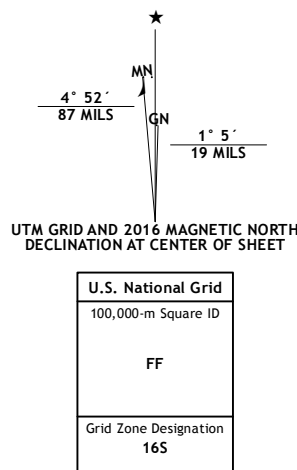 ★
MN
4° 52´
87 MILS
GN
1° 5´
19 MILS
UTM GRID AND 2016 MAGNETIC NORTH
DECLINATION AT CENTER OF SHEET
U.S. National Grid
100,000-m Square ID
FF
Grid Zone Designation
16S